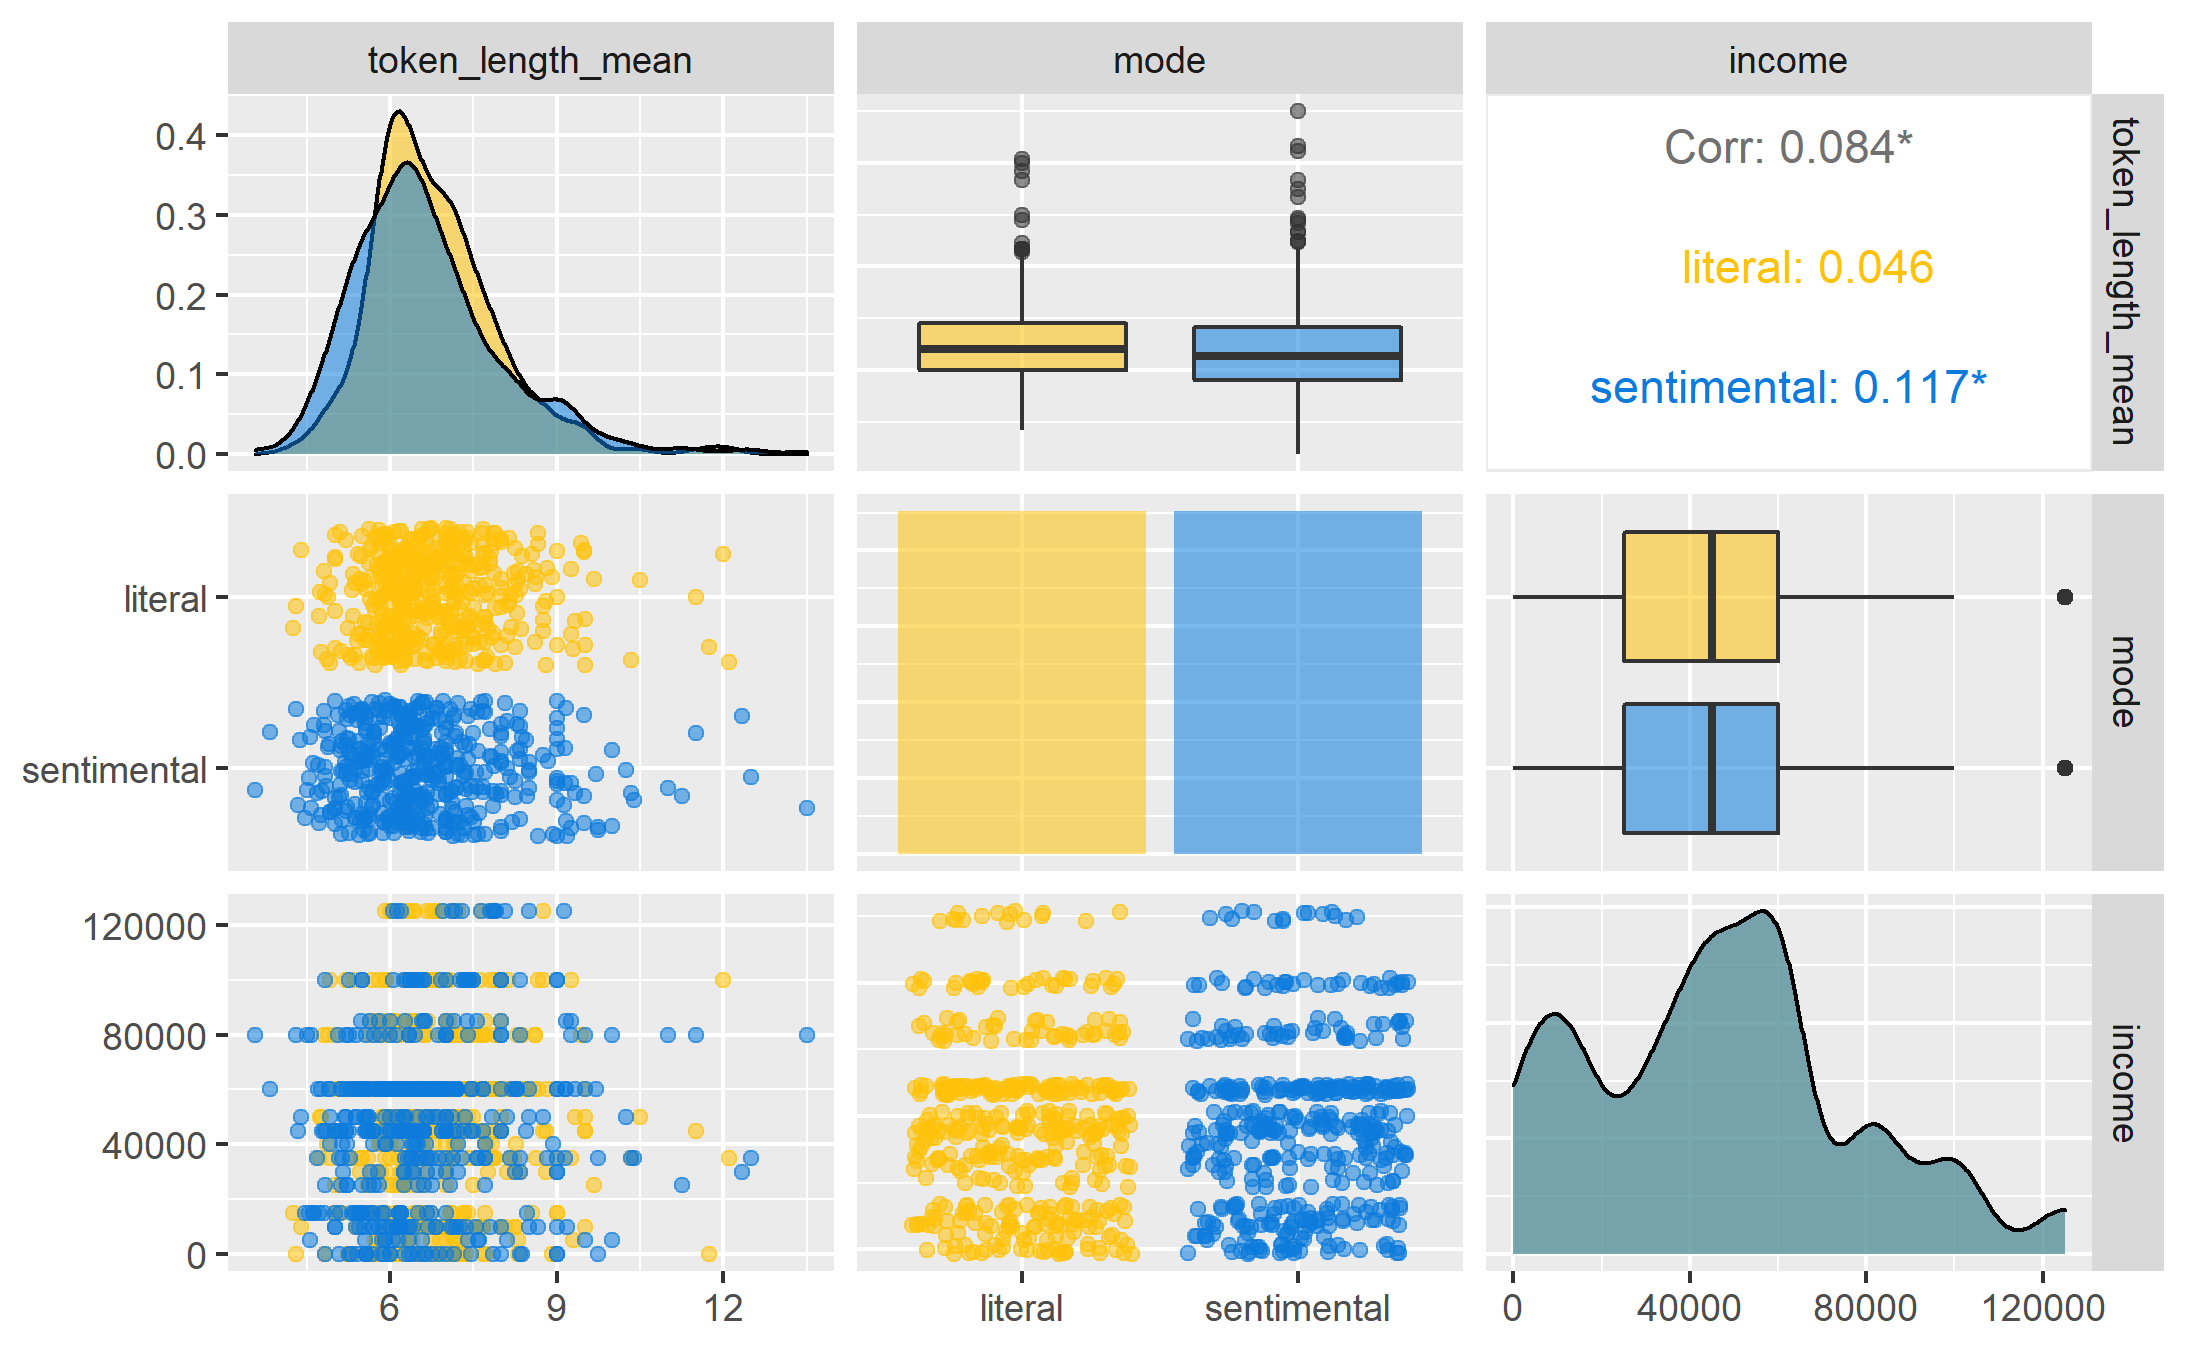 token_length_mean
mode
income
0.4
0.3
0.2
0.1
0.0
Corr: 0.084*
literal: 0.046
sentimental: 0.117*
token_length_mean
literal
sentimental
mode
120000
80000
40000
0
income
6
9
12
literal
sentimental
0
40000
80000
120000